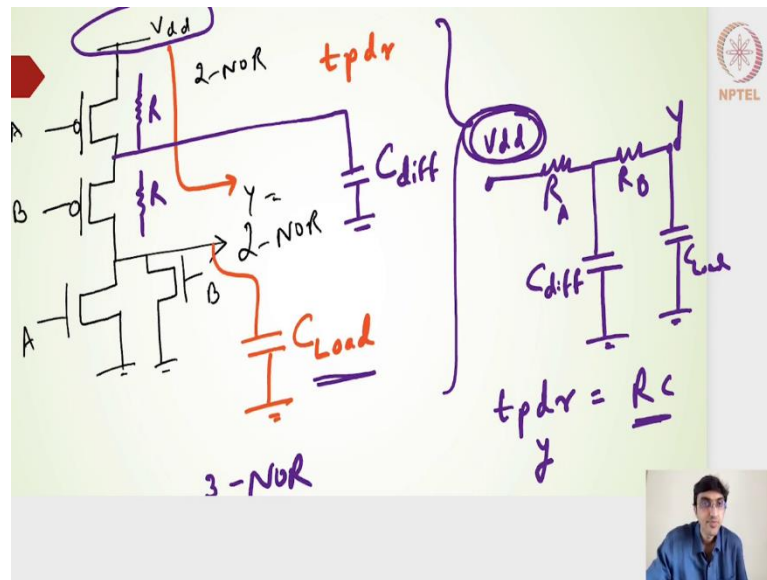 Vdd
2-NOR
tpdr
NPTEL
A
R
Cdiff
Vdd
Y
B
R
Y =
2-NOR
RA
RB
B
A
CLoad
Cdiff
Cload
tpdr = RC
y
3-NOR